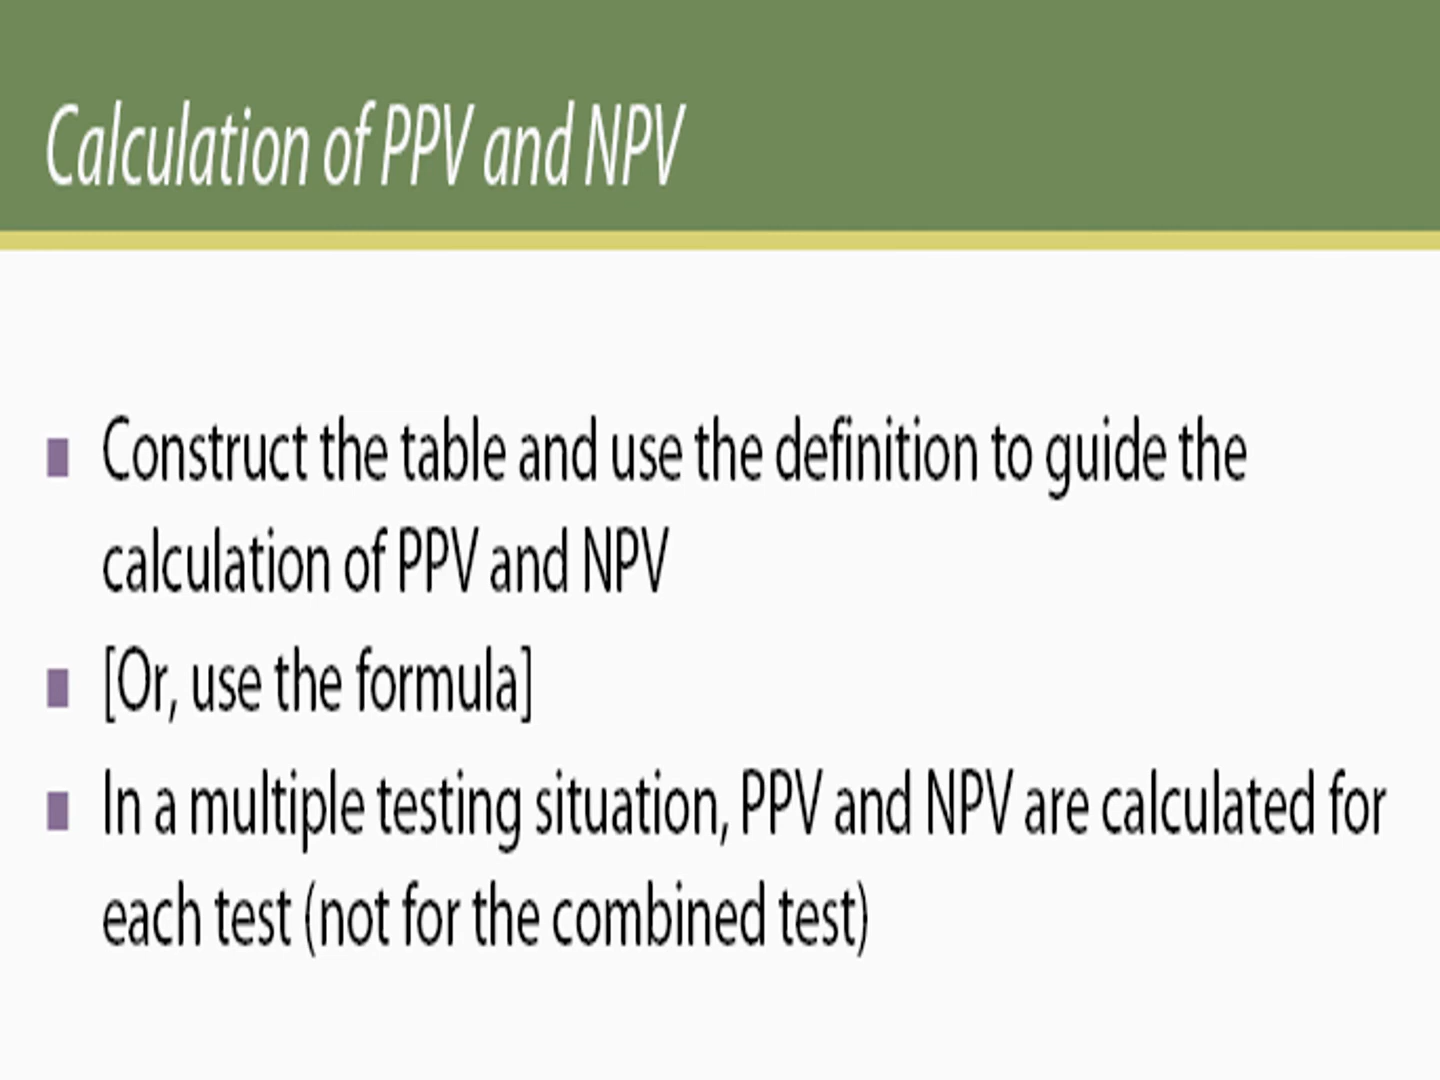 Calculation of PPV and NPV
Construct the table and use the definition to guide the
calculation of PPV and NPV
[Or, use the formula]
In a multiple testing situation, PPV and NPV are calculated for
each test (not for the combined test)